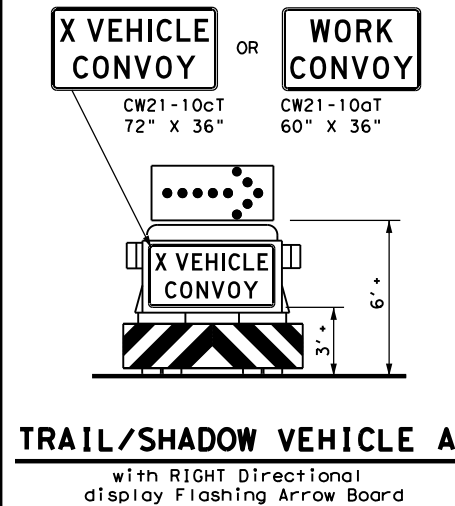 X VEHICLE
CONVOY
OR
WORK
CONVOY
CW21-10cT
72" X 36"
CW21-10aT
60" X 36"
X VEHICLE
CONVOY
6' +
3' +
TRAIL/SHADOW VEHICLE A
with RIGHT Directional
display Flashing Arrow Board